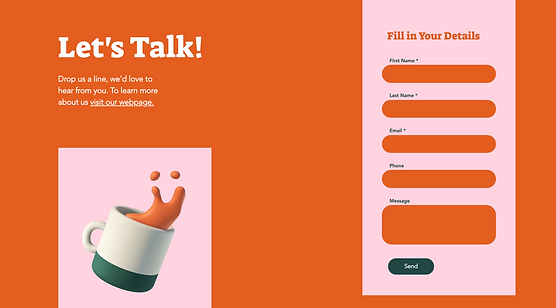 Let's Talk!
Drop us a line, we'd love to
hear from you. To learn more
about us visit our webpage.
Fill in Your Details
First Name *
Last Name *
Email *
Phone
Message
Send